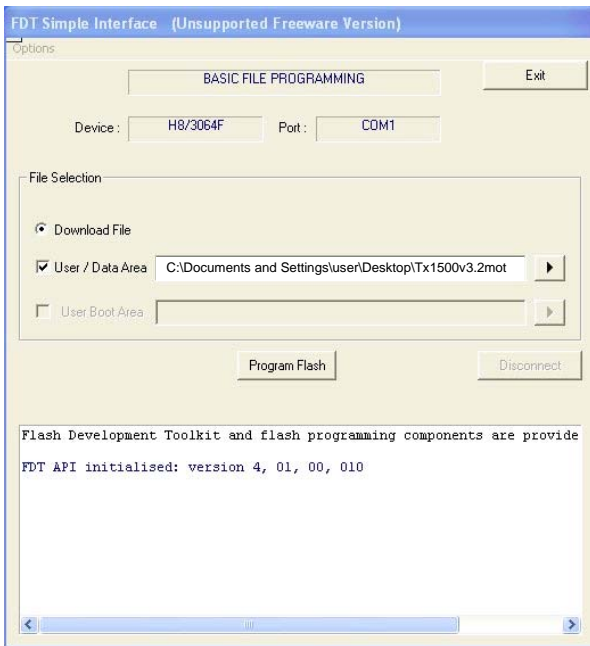 FDT Simple Interface (Unsupported Freeware Version)
Options
BASIC FILE PROGRAMMING
Exit
Device : H8/3064F Port : COM1
File Selection
Download File
User / Data Area C:\Documents and Settings\user\Desktop\Tx1500v3.2mot
User Boot Area
Program Flash Disconnect
Flash Development Toolkit and flash programming components are provide
FDT API initialised: version 4, 01, 00, 010